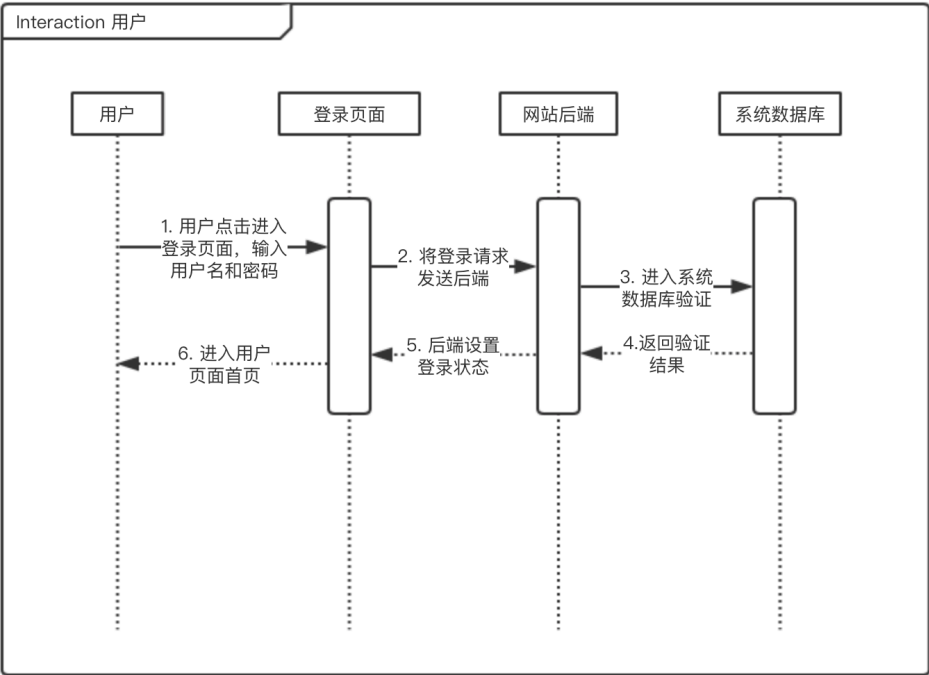 Interaction 用户
用户
登录页面
网站后端
系统数据库
1. 用户点击进入
登录页面，输入
用户名和密码
2. 将登录请求
发送后端
3. 进入系统
数据库验证
4.返回验证
结果
5. 后端设置
登录状态
6. 进入用户
页面首页